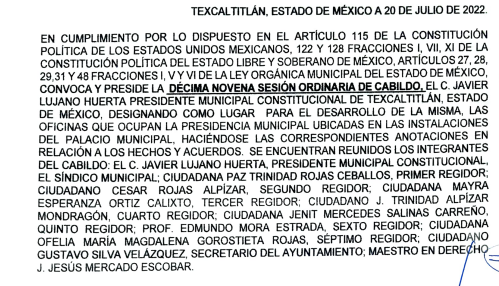 TEXCALTITLÁN, ESTADO DE MÉXICO A 20 DE JULIO DE 2022.
EN CUMPLIMIENTO POR LO DISPUESTO EN EL ARTÍCULO 115 DE LA CONSTITUCIÓN
POLÍTICA DE LOS ESTADOS UNIDOS MEXICANOS, 122 Y 128 FRACCIONES I, VII, XI DE LA
CONSTITUCIÓN POLÍTICA DEL ESTADO LIBRE Y SOBERANO DE MÉXICO, ARTÍCULOS 27, 28,
29,31 Y 48 FRACCIONES I, V Y VI DE LA LEY ORGÁNICA MUNICIPAL DEL ESTADO DE MÉXICO,
CONVOCA Y PRESIDE LA DÉCIMA NOVENA SESIÓN ORDINARIA DE CABILDO, EL C. JAVIER
LUJANO HUERTA PRESIDENTE MUNICIPAL CONSTITUCIONAL DE TEXCALTITLÁN, ESTADO
DE MÉXICO, DESIGNANDO COMO LUGAR PARA EL DESARROLLO DE LA MISMA, LAS
OFICINAS QUE OCUPAN LA PRESIDENCIA MUNICIPAL UBICADAS EN LAS INSTALACIONES
DEL PALACIO MUNICIPAL, HACIÉNDOSE LAS CORRESPONDIENTES ANOTACIONES EN
RELACIÓN A LOS HECHOS Y ACUERDOS. SE ENCUENTRAN REUNIDOS LOS INTEGRANTES
DEL CABILDO: EL C. JAVIER LUJANO HUERTA, PRESIDENTE MUNICIPAL CONSTITUCIONAL,
EL SÍNDICO MUNICIPAL; CIUDADANA PAZ TRINIDAD ROJAS CEBALLOS, PRIMER REGIDOR;
CIUDADANO CESAR ROJAS ALPÍZAR, SEGUNDO REGIDOR; CIUDADANA MAYRA
ESPERANZA ORTIZ CALIXTO, TERCER REGIDOR; CIUDADANO J. TRINIDAD ALPÍZAR
MONDRAGÓN, CUARTO REGIDOR; CIUDADANA JENIT MERCEDES SALINAS CARREÑO,
QUINTO REGIDOR; PROF. EDMUNDO MORA ESTRADA, SEXTO REGIDOR; CIUDADANA
OFELIA MARÍA MAGDALENA GOROSTIETA ROJAS, SÉPTIMO REGIDOR; CIUDADANO
GUSTAVO SILVA VELÁZQUEZ, SECRETARIO DEL AYUNTAMIENTO; MAESTRO EN DERECHO
J. JESÚS MERCADO ESCOBAR.